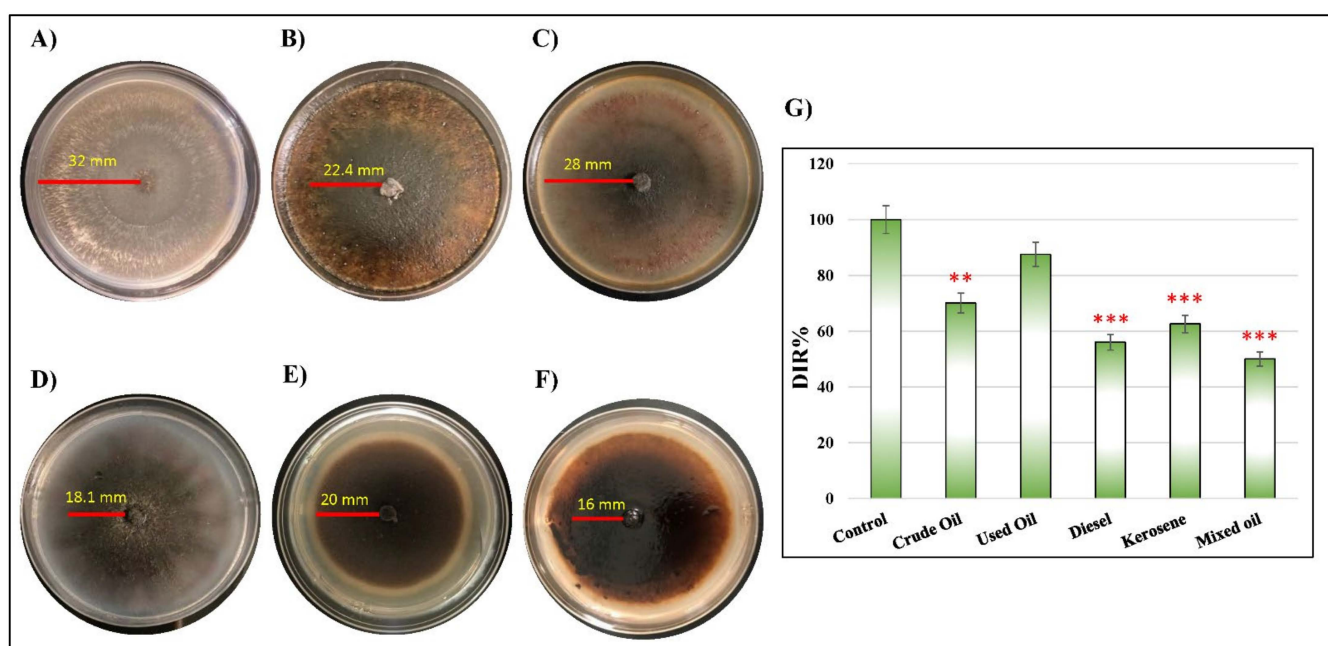 A)
32 mm
B)
22.4 mm
C)
28 mm
D)
18.1 mm
E)
20 mm
F)
16 mm
G)
120
100
80
60
40
20
0
DIR%
**
***
***
***
Control
Crude Oil
Used Oil
Diesel
Kerosene
Mixed oil